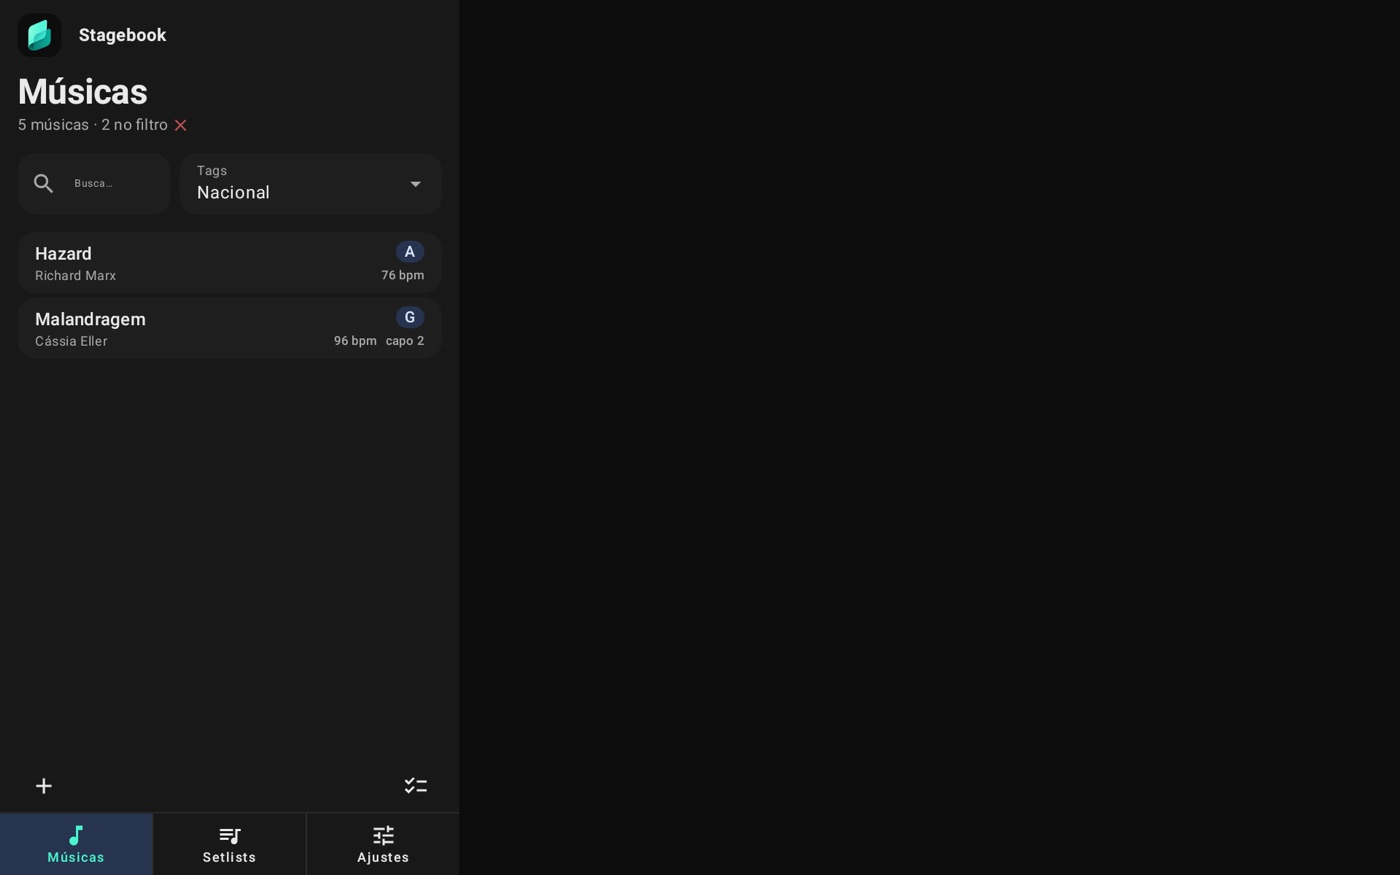 Stagebook
Músicas
5 músicas · 2 no filtro
Busca…
Tags
Nacional
Hazard
A
Richard Marx
76 bpm
Malandragem
G
Cássia Eller
96 bpm capo 2
Músicas
Setlists
Ajustes